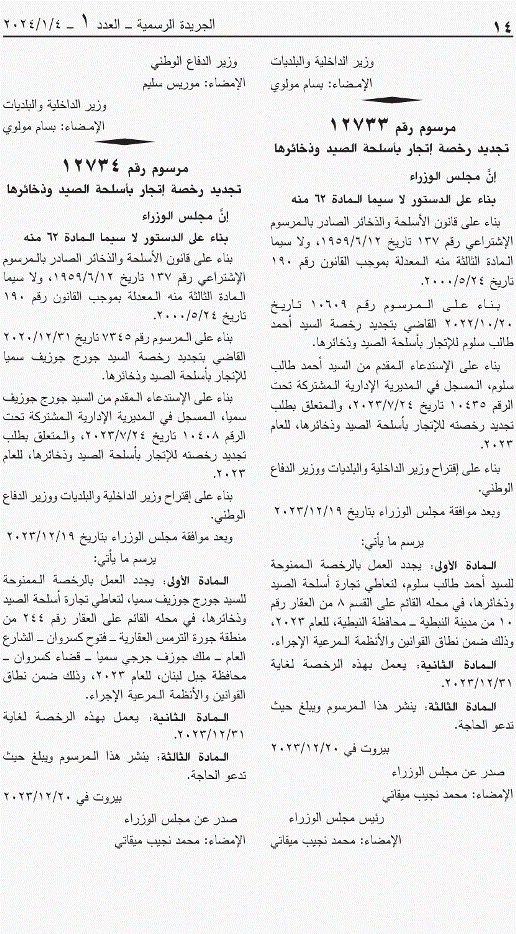 ١٤
الجريدة الرسمية ــ العدد ١ ــ ٢٠٢٤/١/٤
وزير الداخلية والبلديات
الإمضاء: بسام مولوي
مرسوم رقم ١٢٧٣٣
تجديد رخصة إتجار بأسلحة الصيد وذخائرها
إنَّ مجلس الوزراء
بناء على الدستور لا سيما المادة ٦٢ منه
بناء على قانون الأسلحة والذخائر الصادر بالمرسوم
الإشتراعي رقم ١٣٧ تاريخ ١٩٥٩/٦/١٢، ولا سيما
المادة الثالثة منه المعدلة بموجب القانون رقم ١٩٠
تاريخ ٢٠٠٠/٥/٢٤.
بناء على المرسوم رقم ١٠٦٠٩ تاريخ
٢٠٢٢/١٠/٢٠ القاضي بتجديد رخصة السيد أحمد
طالب سلوم للإتجار بأسلحة الصيد وذخائرها.
بناء على الإستدعاء المقدم من السيد أحمد طالب
سلوم، المسجل في المديرية الإدارية المشتركة تحت
الرقم ١٠٤٣٥ تاريخ ٢٠٢٣/٧/٢٤، والمتعلق بطلب
تجديد رخصته للإتجار بأسلحة الصيد وذخائرها، للعام
٢٠٢٣.
بناء على إقتراح وزير الداخلية والبلديات ووزير الدفاع
الوطني.
وبعد موافقة مجلس الوزراء بتاريخ ٢٠٢٣/١٢/١٩
يرسم ما يأتي:
المادة الأولى: يجدد العمل بالرخصة الممنوحة
للسيد أحمد طالب سلوم، لتعاطي تجارة أسلحة الصيد
وذخائرها، في محله القائم على القسم ٨ من العقار رقم
١٠ من مدينة النبطية ــ محافظة النبطية، للعام ٢٠٢٣،
وذلك ضمن نطاق القوانين والأنظمة المرعية الإجراء.
المادة الثانية: يعمل بهذه الرخصة لغاية
٢٠٢٣/١٢/٣١.
المادة الثالثة: ينشر هذا المرسوم ويبلغ حيث
تدعو الحاجة.
بيروت في ٢٠٢٣/١٢/٢٠
صدر عن مجلس الوزراء
الإمضاء: محمد نجيب ميقاتي
رئيس مجلس الوزراء
الإمضاء: محمد نجيب ميقاتي
وزير الدفاع الوطني
الإمضاء: موريس سليم
وزير الداخلية والبلديات
الإمضاء: بسام مولوي
مرسوم رقم ١٢٧٣٤
تجديد رخصة إتجار بأسلحة الصيد وذخائرها
إنَّ مجلس الوزراء
بناء على الدستور لا سيما المادة ٦٢ منه
بناء على قانون الأسلحة والذخائر الصادر بالمرسوم
الإشتراعي رقم ١٣٧ تاريخ ١٩٥٩/٦/١٢، ولا سيما
المادة الثالثة منه المعدلة بموجب القانون رقم ١٩٠
تاريخ ٢٠٠٠/٥/٢٤.
بناء على المرسوم رقم ٧٣٤٥ تاريخ ٢٠٢٠/١٢/٣١
القاضي بتجديد رخصة السيد جورج جوزيف سميا
للإتجار بأسلحة الصيد وذخائرها.
بناء على الإستدعاء المقدم من السيد جورج جوزيف
سميا، المسجل في المديرية الإدارية المشتركة تحت
الرقم ١٠٤٠٨ تاريخ ٢٠٢٣/٧/٢٤، والمتعلق بطلب
تجديد رخصته للإتجار بأسلحة الصيد وذخائرها، للعام
٢٠٢٣.
بناء على إقتراح وزير الداخلية والبلديات ووزير الدفاع
الوطني.
وبعد موافقة مجلس الوزراء بتاريخ ٢٠٢٣/١٢/١٩
يرسم ما يأتي:
المادة الأولى: يجدد العمل بالرخصة الممنوحة
للسيد جورج جوزيف سميا، لتعاطي تجارة أسلحة الصيد
وذخائرها، في محله القائم على العقار رقم ٢٤٤ من
منطقة جورة الترمس العقارية ــ فتوح كسروان ــ الشارع
العام ــ ملك جوزف جرجي سميا ــ قضاء كسروان ــ
محافظة جبل لبنان، للعام ٢٠٢٣، وذلك ضمن نطاق
القوانين والأنظمة المرعية الإجراء.
المادة الثانية: يعمل بهذه الرخصة لغاية
٢٠٢٣/١٢/٣١.
المادة الثالثة: ينشر هذا المرسوم ويبلغ حيث
تدعو الحاجة.
بيروت في ٢٠٢٣/١٢/٢٠
صدر عن مجلس الوزراء
الإمضاء: محمد نجيب ميقاتي